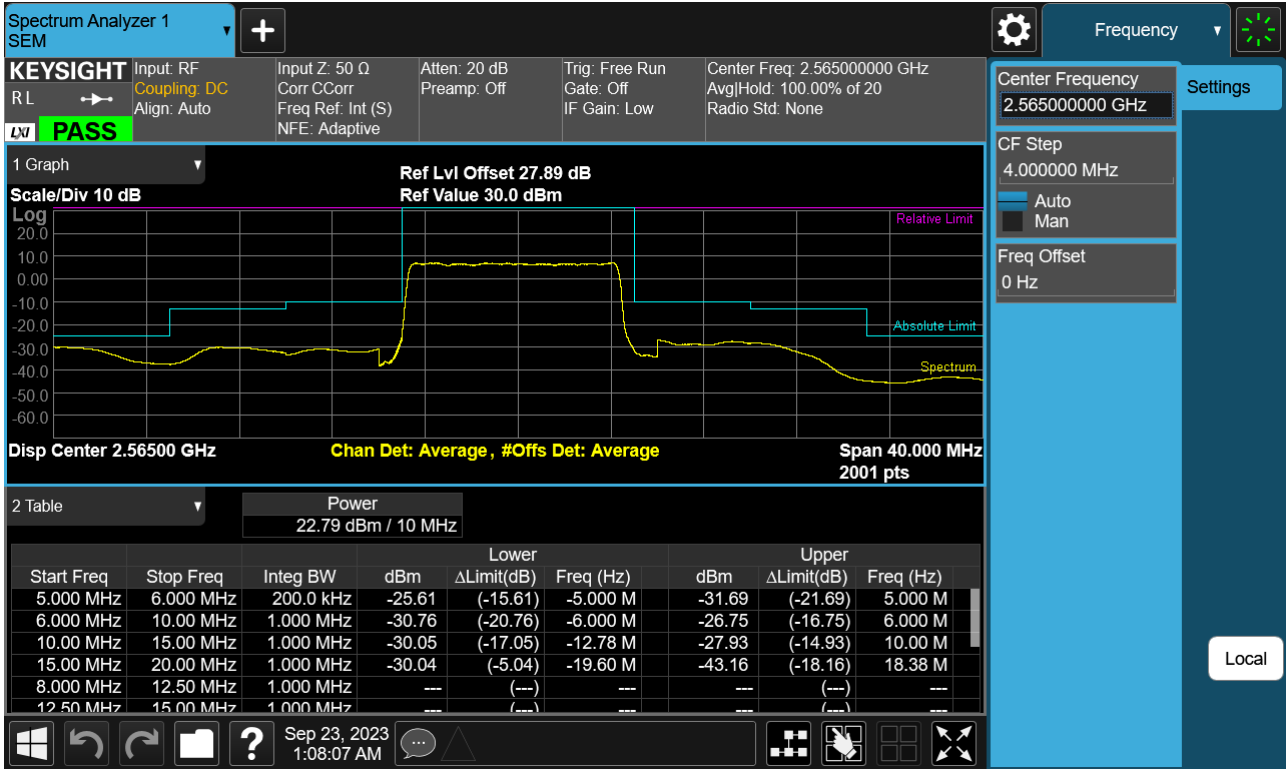 Spectrum Analyzer 1
SEM
Frequency
KEYSIGHT
R L
LXI
PASS
Input: RF
Coupling: DC
Align: Auto
Input Z: 50 Ω
Corr CCorr
Freq Ref: Int (S)
NFE: Adaptive
Atten: 20 dB
Preamp: Off
Trig: Free Run
Gate: Off
IF Gain: Low
Center Freq: 2.565000000 GHz
Avg|Hold: 100.00% of 20
Radio Std: None
Center Frequency
2.565000000 GHz
Settings
CF Step
4.000000 MHz
Auto
Man
Freq Offset
0 Hz
1 Graph
Scale/Div 10 dB
Ref Lvl Offset 27.89 dB
Ref Value 30.0 dBm
Log
20.0
10.0
0.00
-10.0
-20.0
-30.0
-40.0
-50.0
-60.0
Relative Limit
Absolute Limit
Spectrum
Disp Center 2.56500 GHz
Chan Det: Average , #Offs Det: Average
Span 40.000 MHz
2001 pts
2 Table
Power
22.79 dBm / 10 MHz
Lower Upper
Start Freq Stop Freq Integ BW dBm ΔLimit(dB) Freq (Hz) dBm ΔLimit(dB) Freq (Hz)
5.000 MHz 6.000 MHz 200.0 kHz -25.61 (-15.61) -5.000 M -31.69 (-21.69) 5.000 M
6.000 MHz 10.00 MHz 1.000 MHz -30.76 (-20.76) -6.000 M -26.75 (-16.75) 6.000 M
10.00 MHz 15.00 MHz 1.000 MHz -30.05 (-17.05) -12.78 M -27.93 (-14.93) 10.00 M
15.00 MHz 20.00 MHz 1.000 MHz -30.04 (-5.04) -19.60 M -43.16 (-18.16) 18.38 M
8.000 MHz 12.50 MHz 1.000 MHz --- (---) --- --- (---) ---
12.50 MHz 15.00 MHz 1.000 MHz --- (---) --- --- (---) ---
Local
Sep 23, 2023
1:08:07 AM